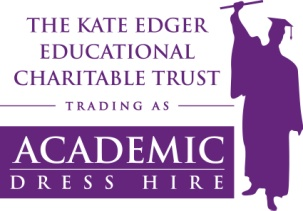 THE KATE EDGER
EDUCATIONAL
CHARITABLE TRUST
TRADING AS
ACADEMIC
DRESS HIRE